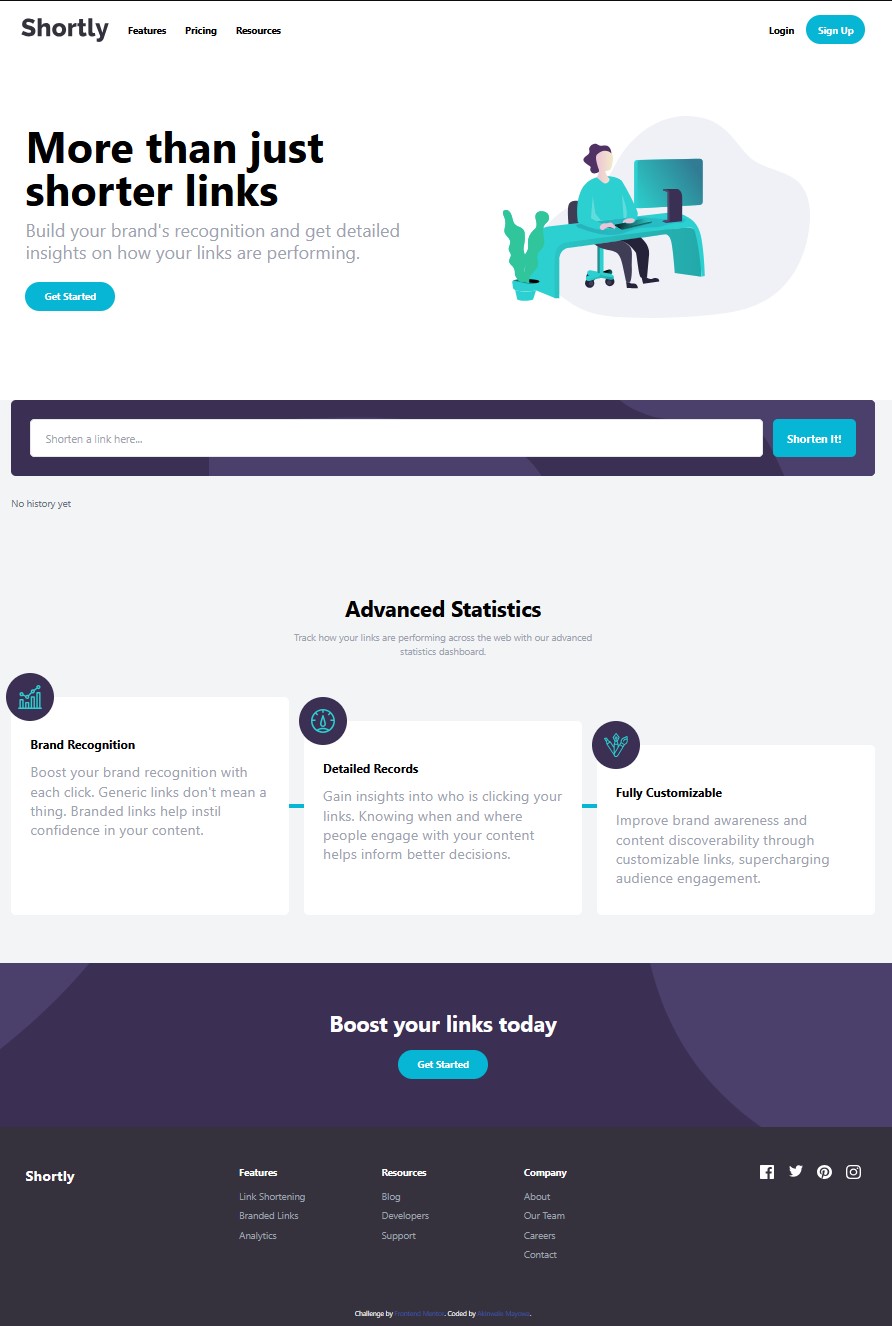 Shortly Features Pricing Resources Login Sign Up
More than just
shorter links
Build your brand's recognition and get detailed
insights on how your links are performing.
Get Started
Shorten a link here...
Shorten It!
No history yet
Advanced Statistics
Track how your links are performing across the web with our advanced
statistics dashboard.
Brand Recognition
Boost your brand recognition with
each click. Generic links don't mean a
thing. Branded links help instil
confidence in your content.
Detailed Records
Gain insights into who is clicking your
links. Knowing when and where
people engage with your content
helps inform better decisions.
Fully Customizable
Improve brand awareness and
content discoverability through
customizable links, supercharging
audience engagement.
Boost your links today
Get Started
Shortly
Features
Link Shortening
Branded Links
Analytics
Resources
Blog
Developers
Support
Company
About
Our Team
Careers
Contact
Challenge by Frontend Mentor. Coded by